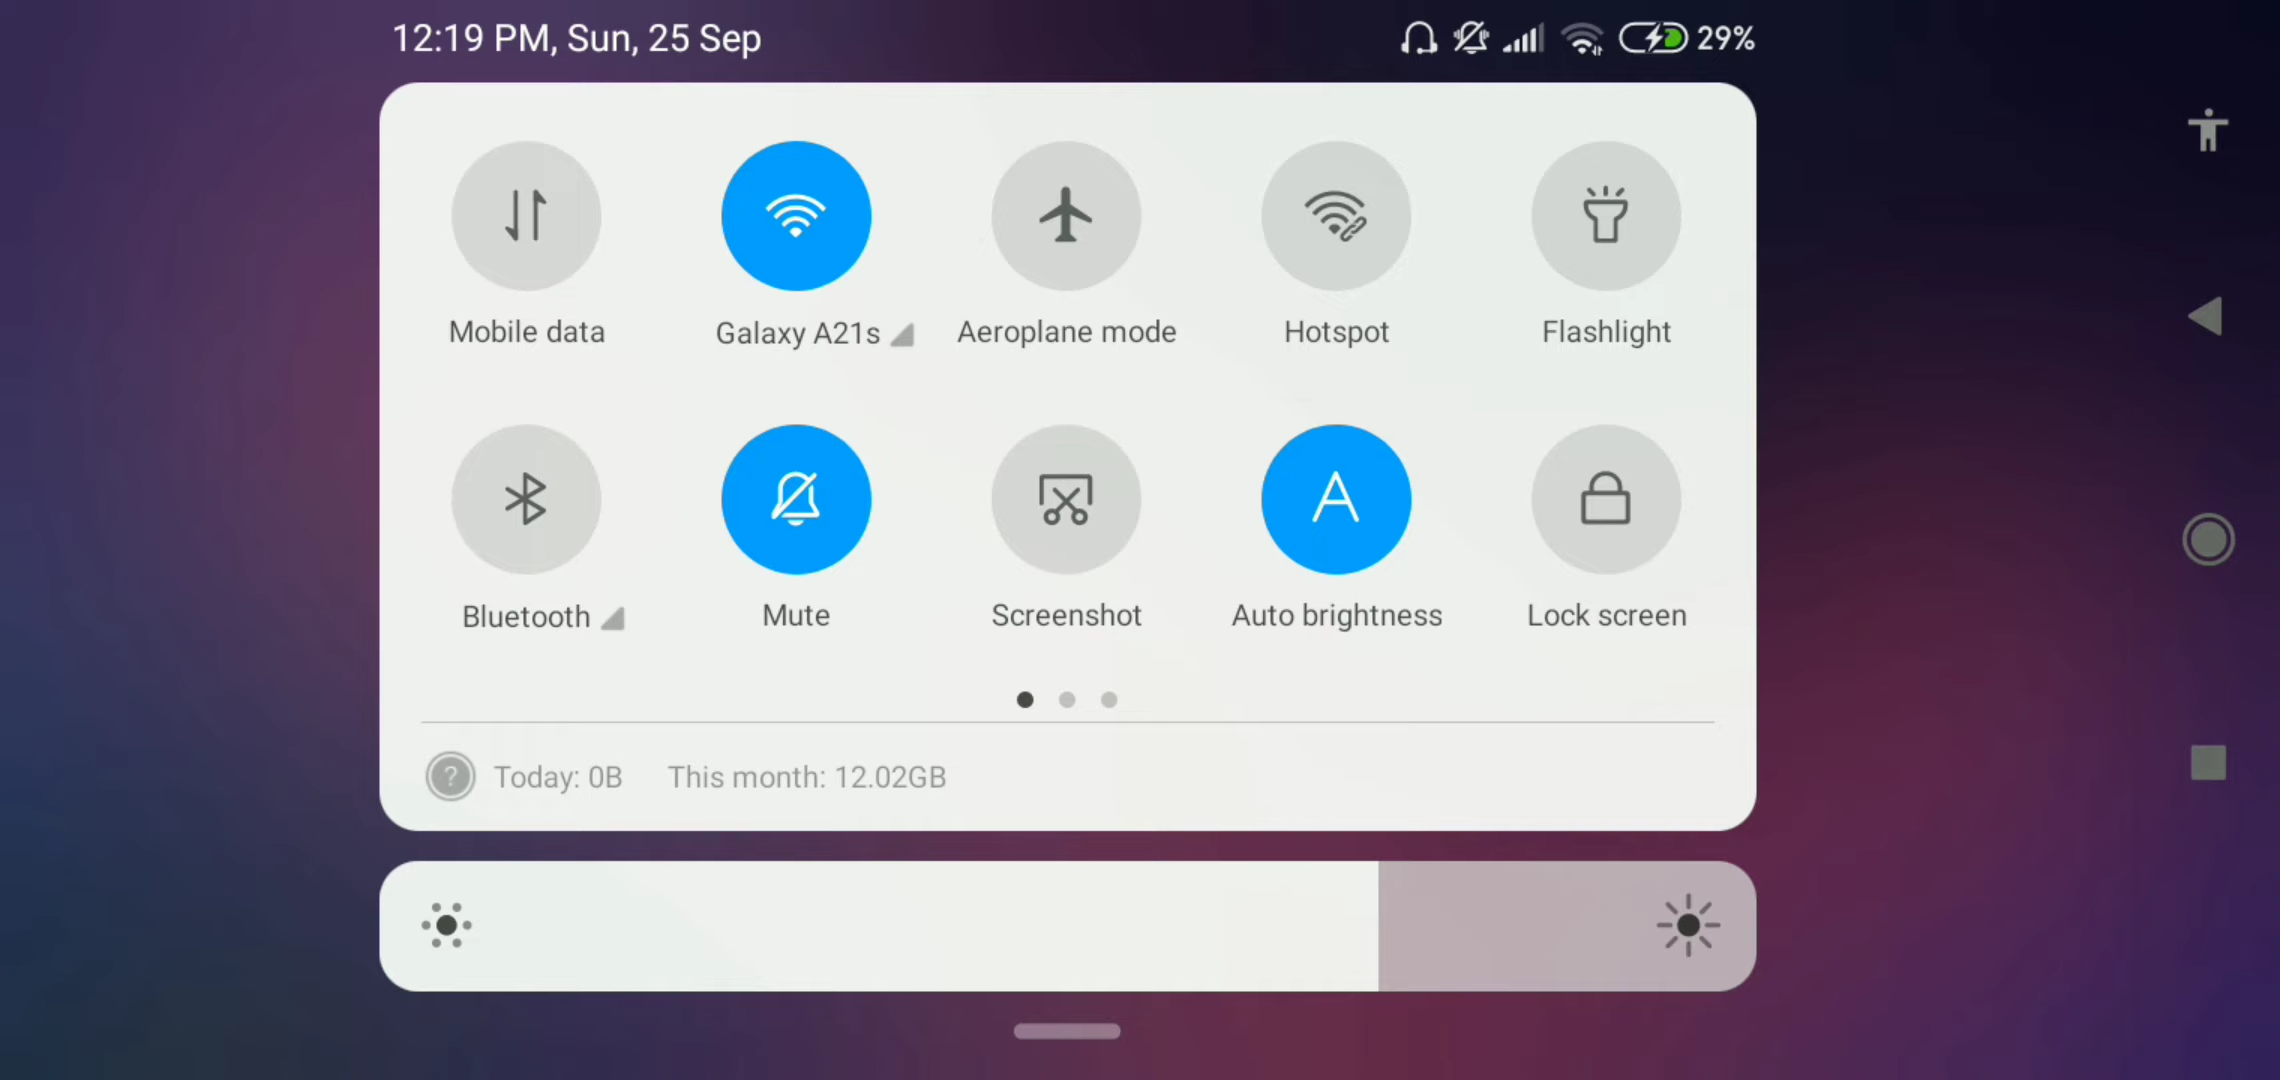 12:19 PM, Sun, 25 Sep 29%
Mobile data Galaxy A21s Aeroplane mode Hotspot Flashlight
Bluetooth Mute Screenshot Auto brightness Lock screen
? Today: 0B This month: 12.02GB